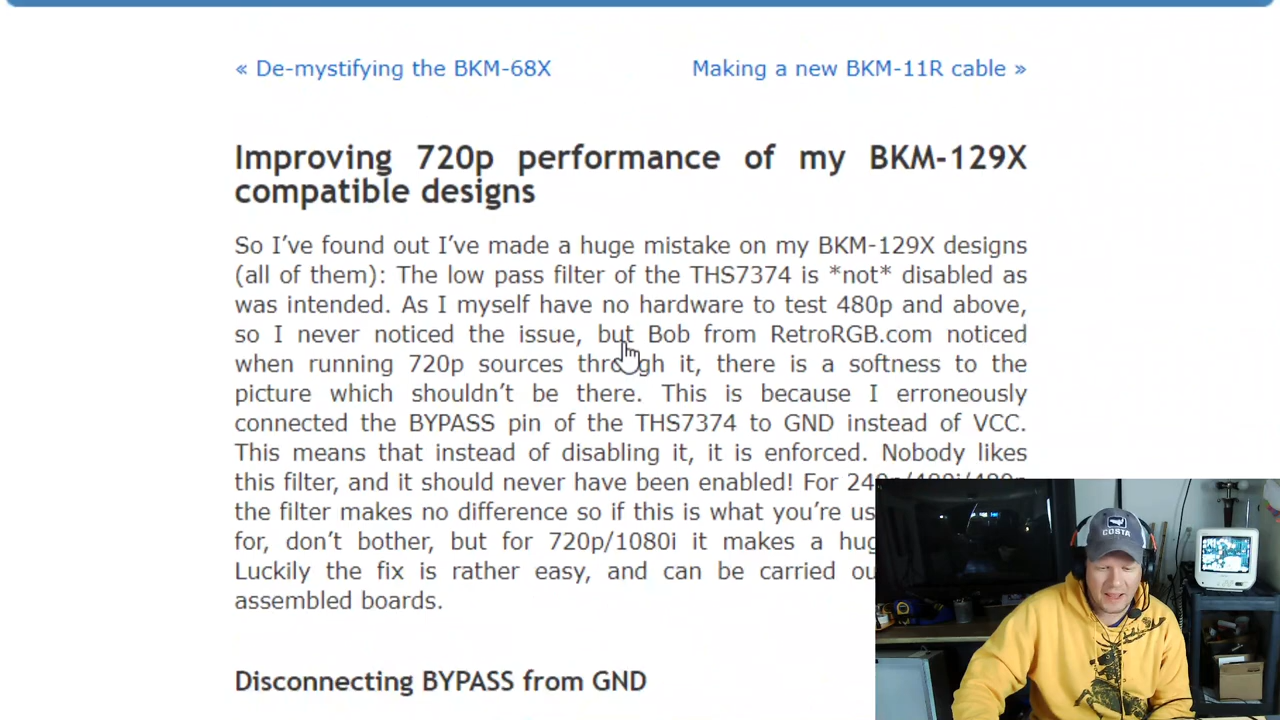 « De-mystifying the BKM-68X Making a new BKM-11R cable »
Improving 720p performance of my BKM-129X
compatible designs
So I’ve found out I’ve made a huge mistake on my BKM-129X designs
(all of them): The low pass filter of the THS7374 is *not* disabled as
was intended. As I myself have no hardware to test 480p and above,
so I never noticed the issue, but Bob from RetroRGB.com noticed
when running 720p sources through it, there is a softness to the
picture which shouldn’t be there. This is because I erroneously
connected the BYPASS pin of the THS7374 to GND instead of VCC.
This means that instead of disabling it, it is enforced. Nobody likes
this filter, and it should never have been enabled! For 240p/480i/480p
the filter makes no difference so if this is what you’re
for, don’t bother, but for 720p/1080i it makes a
Luckily the fix is rather easy, and can be carried
assembled boards.
Disconnecting BYPASS from GND
COSTA